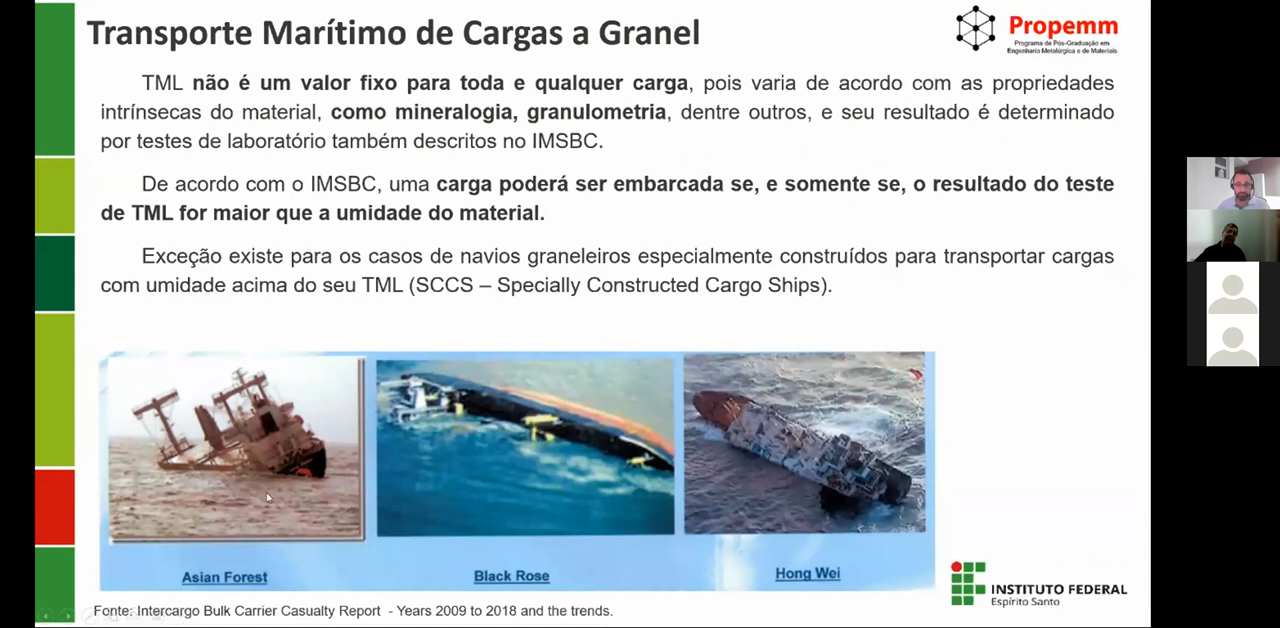 Transporte Marítimo de Cargas a Granel
Propemm
Programa de Pós-Graduação em
Engenharia Metalúrgica e de Materiais
TML não é um valor fixo para toda e qualquer carga, pois varia de acordo com as propriedades
intrínsecas do material, como mineralogia, granulometria, dentre outros, e seu resultado é determinado
por testes de laboratório também descritos no IMSBC.
De acordo com o IMSBC, uma carga poderá ser embarcada se, e somente se, o resultado do teste
de TML for maior que a umidade do material.
Exceção existe para os casos de navios graneleiros especialmente construídos para transportar cargas
com umidade acima do seu TML (SCCS – Specially Constructed Cargo Ships).
Asian Forest
Black Rose
Hong Wei
INSTITUTO FEDERAL
Espírito Santo
Fonte: Intercargo Bulk Carrier Casualty Report - Years 2009 to 2018 and the trends.